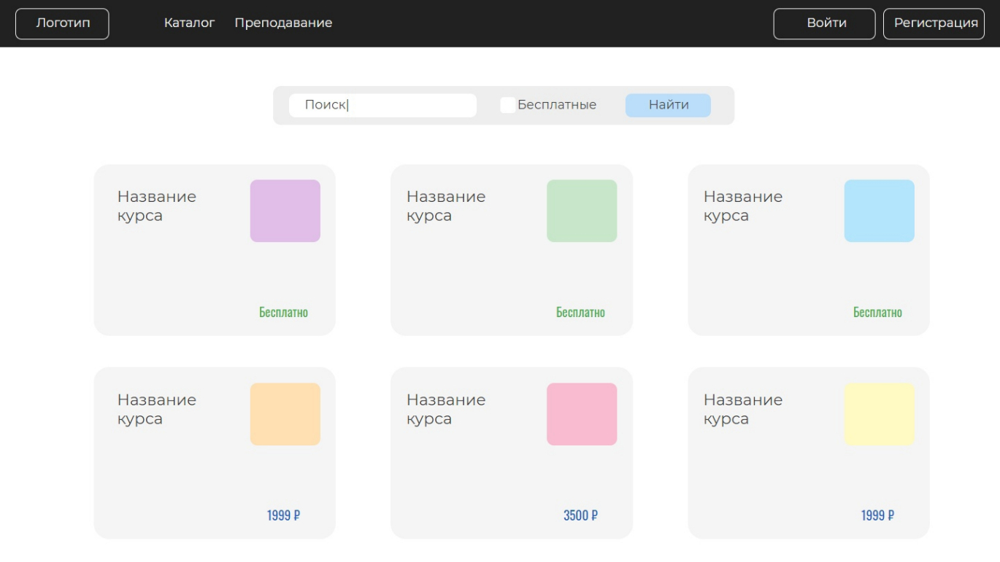 Логотип Каталог Преподавание Войти Регистрация
Поиск Бесплатные Найти
Название
курса
Бесплатно
Название
курса
Бесплатно
Название
курса
Бесплатно
Название
курса
1999 ₽
Название
курса
3500 ₽
Название
курса
1999 ₽